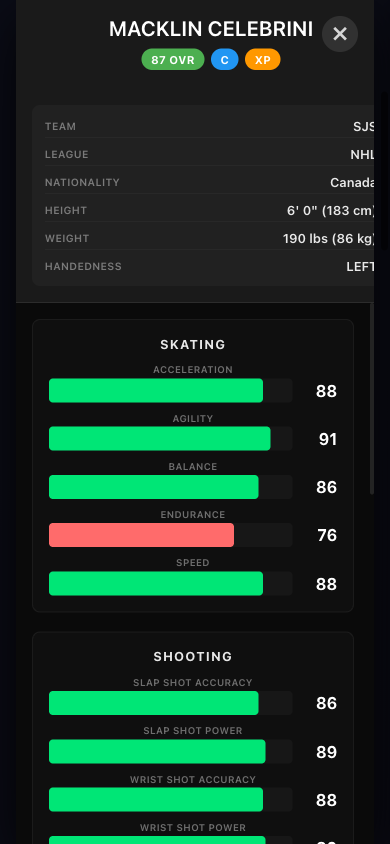 MACKLIN CELEBRINI
87 OVR C XP
TEAM SJS
LEAGUE NHL
NATIONALITY Canada
HEIGHT 6' 0" (183 cm)
WEIGHT 190 lbs (86 kg)
HANDEDNESS LEFT
SKATING
ACCELERATION
88
AGILITY
91
BALANCE
86
ENDURANCE
76
SPEED
88
SHOOTING
SLAP SHOT ACCURACY
86
SLAP SHOT POWER
89
WRIST SHOT ACCURACY
88
WRIST SHOT POWER